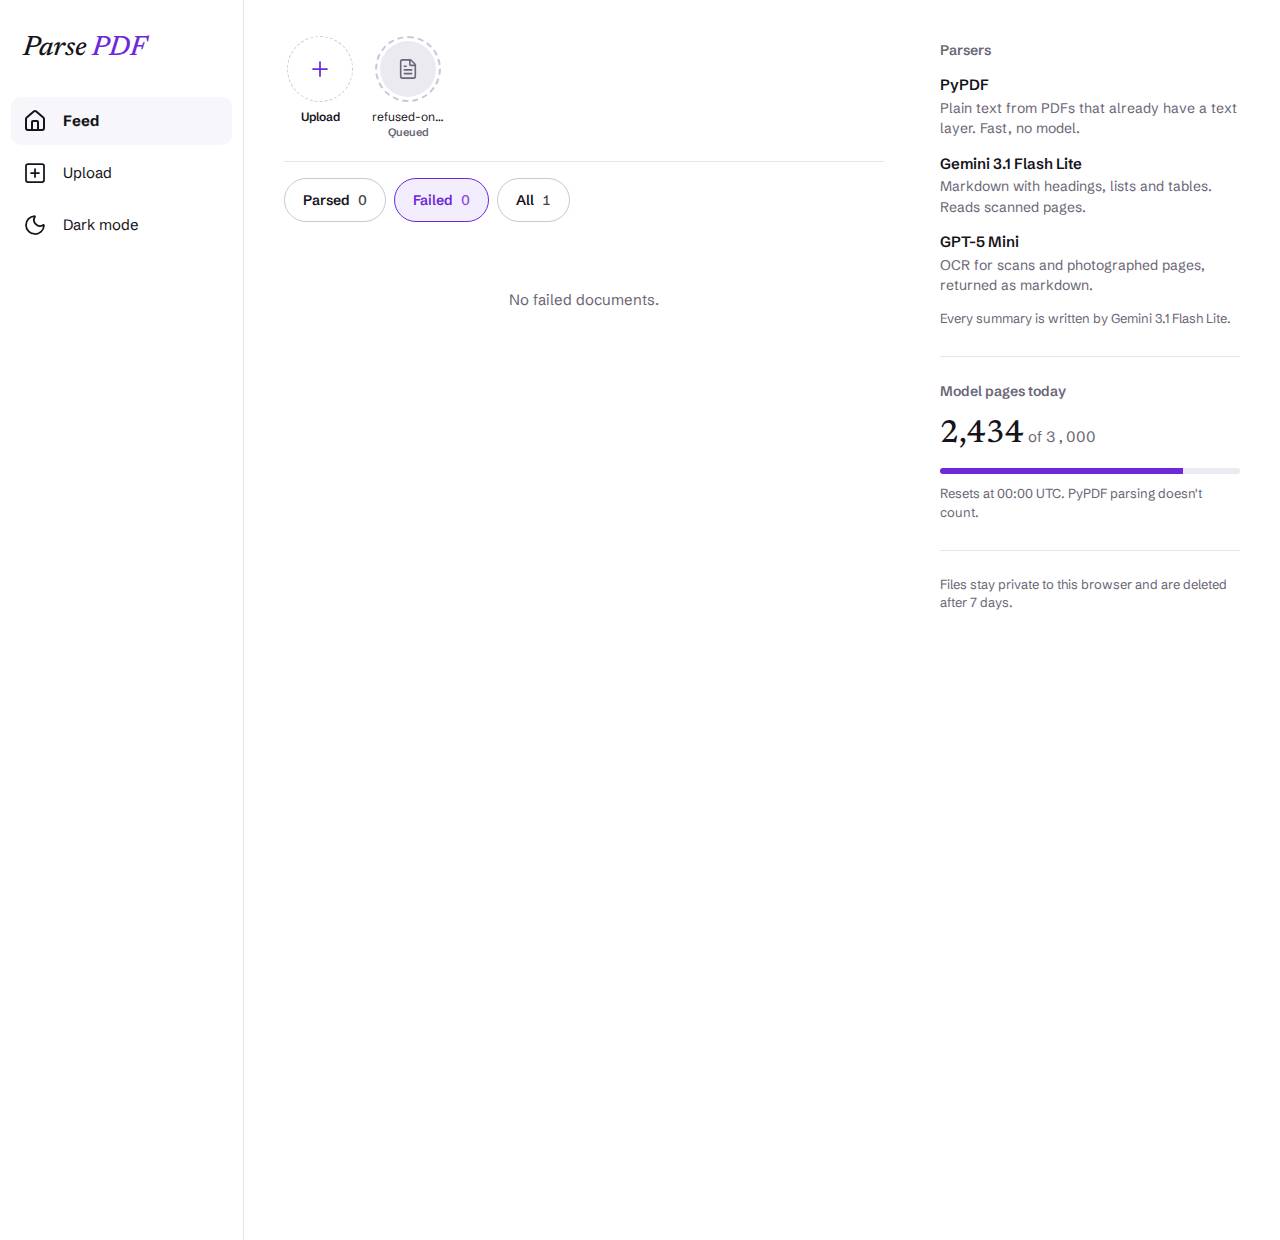 Parse PDF
Feed
Upload
Dark mode
Upload
refused-on...
Queued
Parsed 0
Failed 0
All 1
No failed documents.
Parsers
PyPDF
Plain text from PDFs that already have a text
layer. Fast, no model.
Gemini 3.1 Flash Lite
Markdown with headings, lists and tables.
Reads scanned pages.
GPT-5 Mini
OCR for scans and photographed pages,
returned as markdown.
Every summary is written by Gemini 3.1 Flash Lite.
Model pages today
2,434 of 3,000
Resets at 00:00 UTC. PyPDF parsing doesn't
count.
Files stay private to this browser and are deleted
after 7 days.